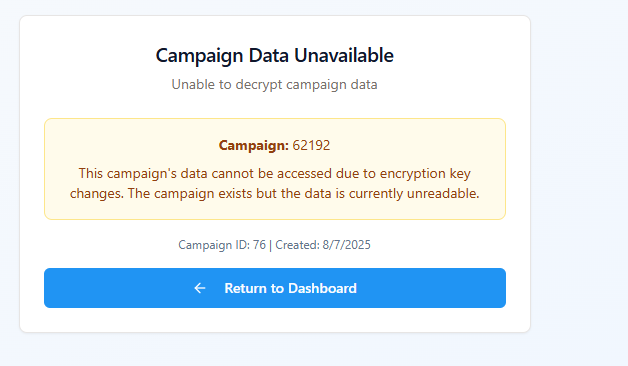 Campaign Data Unavailable
Unable to decrypt campaign data
Campaign: 62192
This campaign's data cannot be accessed due to encryption key
changes. The campaign exists but the data is currently unreadable.
Campaign ID: 76 | Created: 8/7/2025
← Return to Dashboard